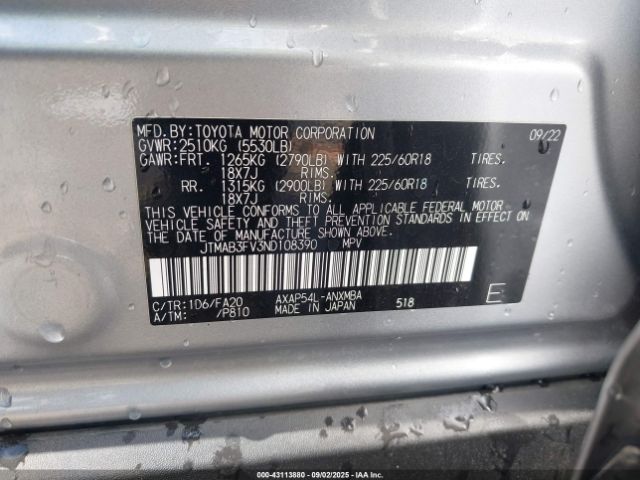 MFD. BY: TOYOTA MOTOR CORPORATION 09/22
GVWR: 2510KG (5530LB)
GAWR: FRT. 1265KG (2790LB) WITH 225/60R18 TIRES.
18X7J RIMS.
RR. 1315KG (2900LB) WITH 225/60R18 TIRES.
18X7J RIMS.
THIS VEHICLE CONFORMS TO ALL APPLICABLE FEDERAL MOTOR
VEHICLE SAFETY AND THEFT PREVENTION STANDARDS IN EFFECT ON
THE DATE OF MANUFACTURE SHOWN ABOVE.
JTMAB3FV3ND108390 MPV
C/TR: 1D6/FA20 AXAP54L-ANXMBA
A/TM: /P810 MADE IN JAPAN 518 E
000-43113880 - 09/02/2025 - IAAI.COM